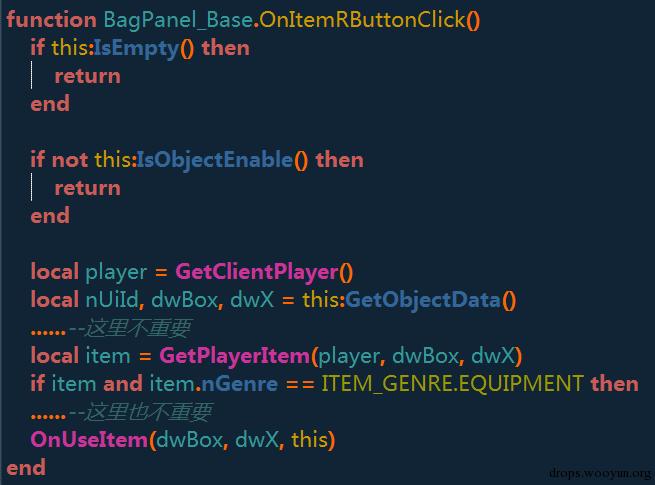 function BagPanel_Base.OnItemRButtonClick()
if this:IsEmpty() then
return
end
if not this:IsObjectEnable() then
return
end
local player = GetClientPlayer()
local nUiId, dwBox, dwX = this:GetObjectData()
......--这里不重要
local item = GetPlayerItem(player, dwBox, dwX)
if item and item.nGenre == ITEM_GENRE.EQUIPMENT then
......--这里也不重要
OnUseItem(dwBox, dwX, this)
end
drops.wooyun.org